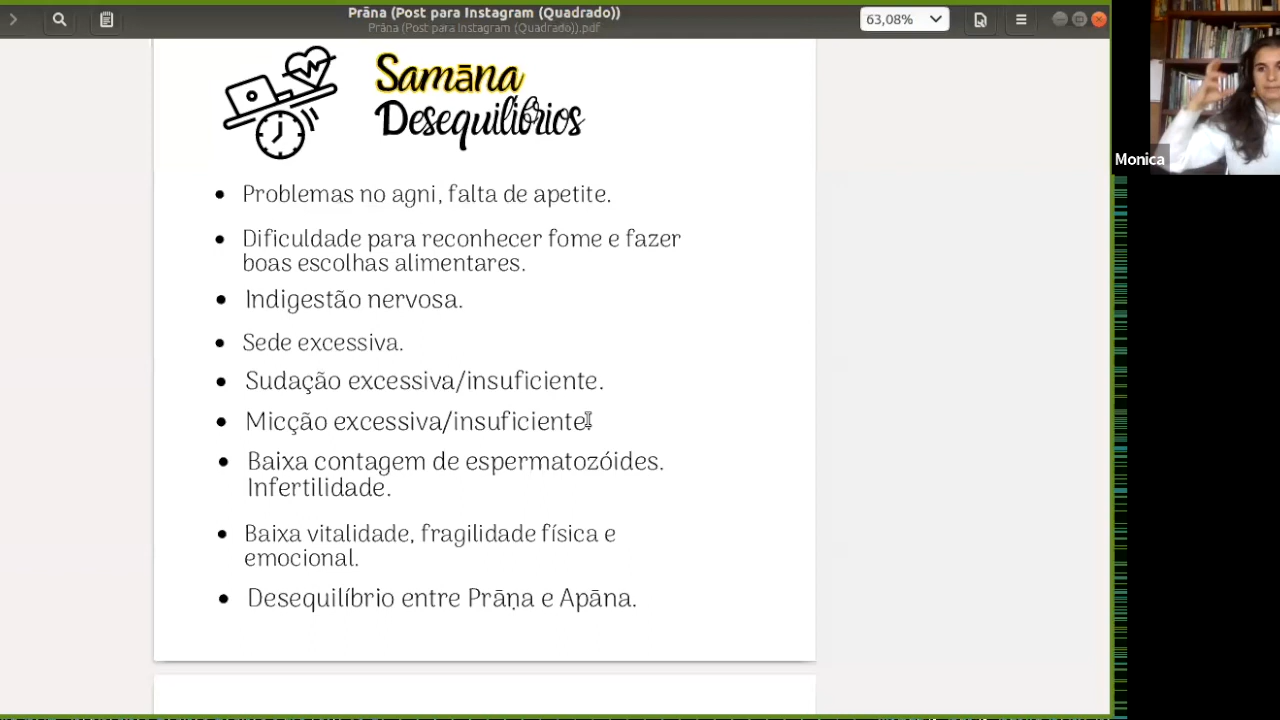 Prāna (Post para Instagram (Quadrado))
Prāna (Post para Instagram (Quadrado)).pdf
63,08%
Samāna
Desequilíbrios
Monica
Problemas no agni, falta de apetite.
Dificuldade para reconhecer fome e fazer
boas escolhas alimentares.
Indigestão nervosa.
Sede excessiva.
Sudação excessiva/insuficiente.
Micção excessiva/insuficiente.
Baixa contagem de espermatozoides.
Infertilidade.
Baixa vitalidade, fragilidade física e
emocional.
Desequilíbrio entre Prāna e Apāna.